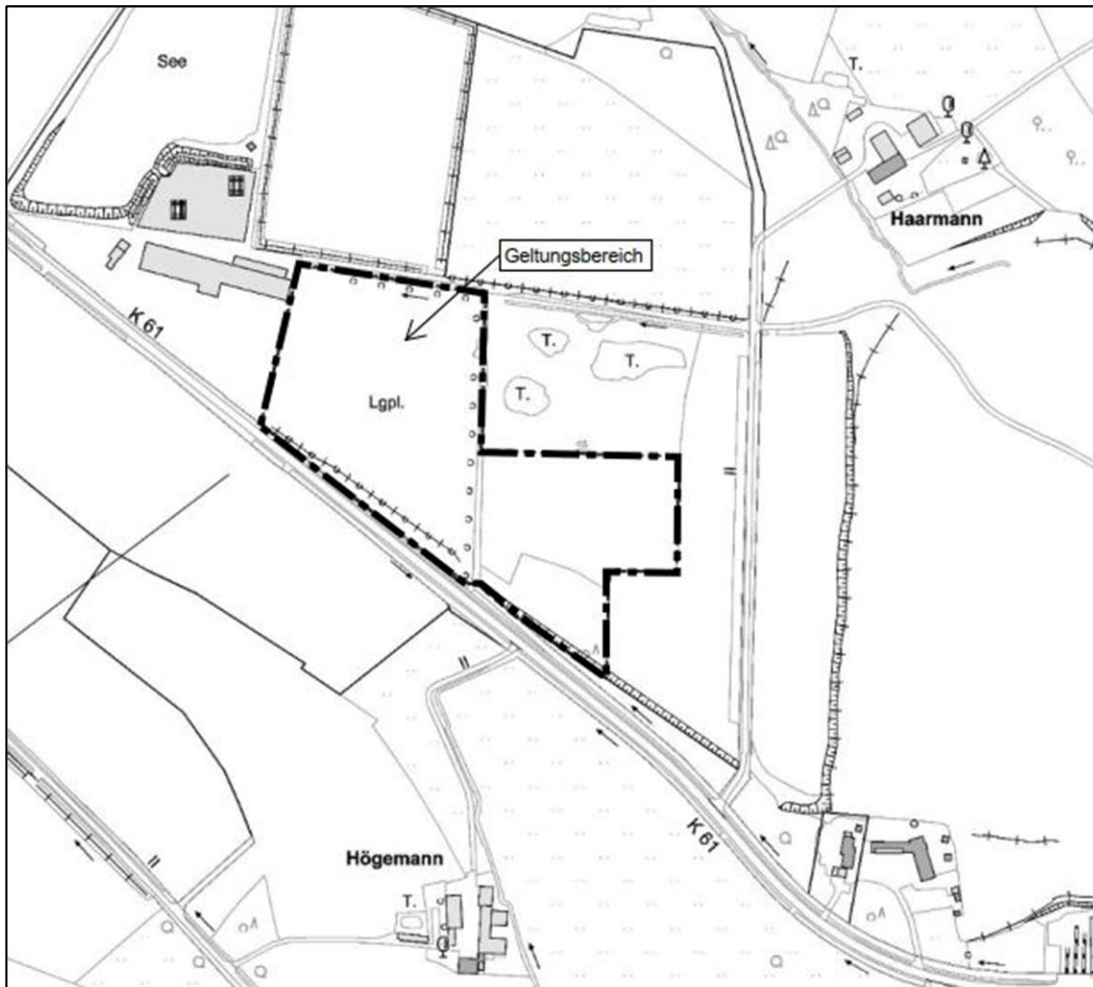 See
T.
Haarmann
Geltungsbereich
K 61
T.
T.
T.
Lgpl.
K 61
Högemann
T.